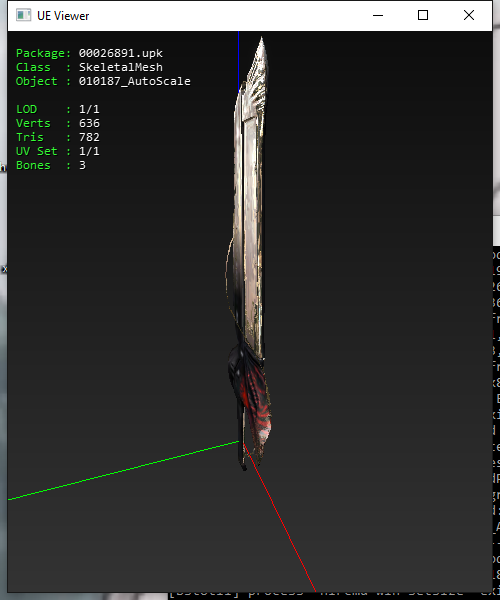 UE Viewer
Package: 00026891.upk
Class : SkeletalMesh
Object : 010187_AutoScale
LOD : 1/1
Verts : 636
Tris : 782
UV Set : 1/1
Bones : 3